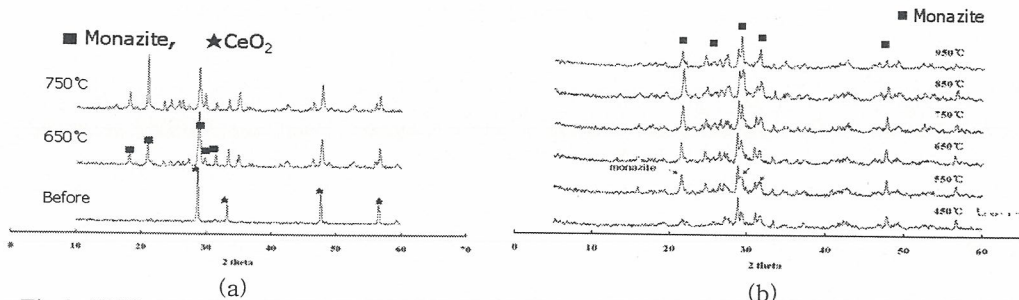 ■ Monazite, ★CeO₂
750℃
650℃
Before
0 10 20 30 40 50 60 70
2 theta
(a)
■ Monazite
950℃
850℃
750℃
650℃
monazite
550℃
450℃
0 10 20 30 40 50 60
2 theta
(b)